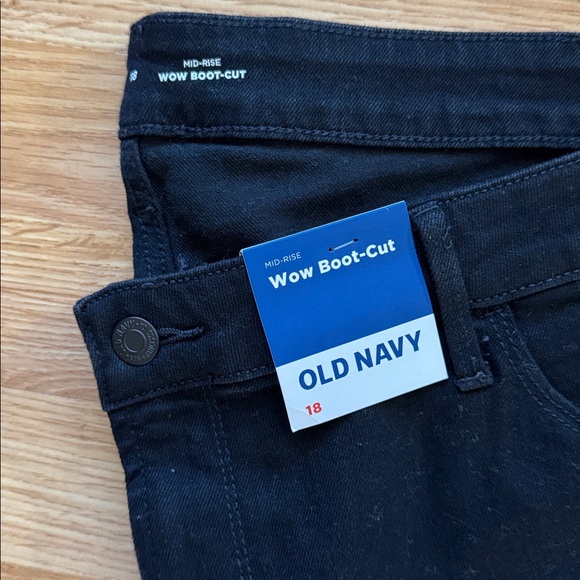 MID-RISE
18 WOW BOOT-CUT
MID-RISE
Wow Boot-Cut
OLD NAVY
18